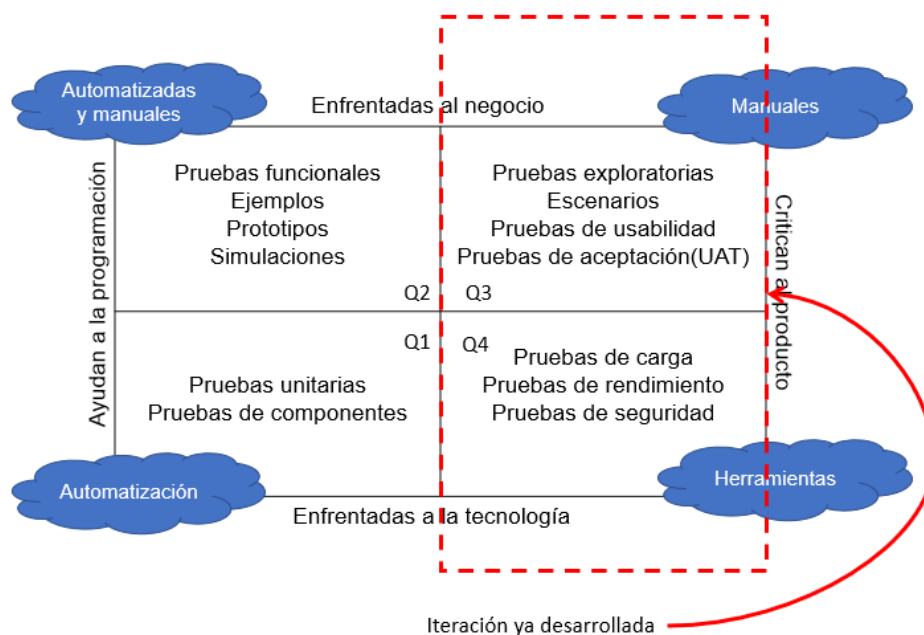 Automatizadas
y manuales
Enfrentadas al negocio
Manuales
Ayudan a la programación
Pruebas funcionales
Ejemplos
Prototipos
Simulaciones
Q2
Pruebas exploratorias
Escenarios
Pruebas de usabilidad
Pruebas de aceptación(UAT)
Q3
Critican al producto
Q1
Pruebas unitarias
Pruebas de componentes
Q4
Pruebas de carga
Pruebas de rendimiento
Pruebas de seguridad
Automatización
Enfrentadas a la tecnología
Herramientas
Iteración ya desarrollada